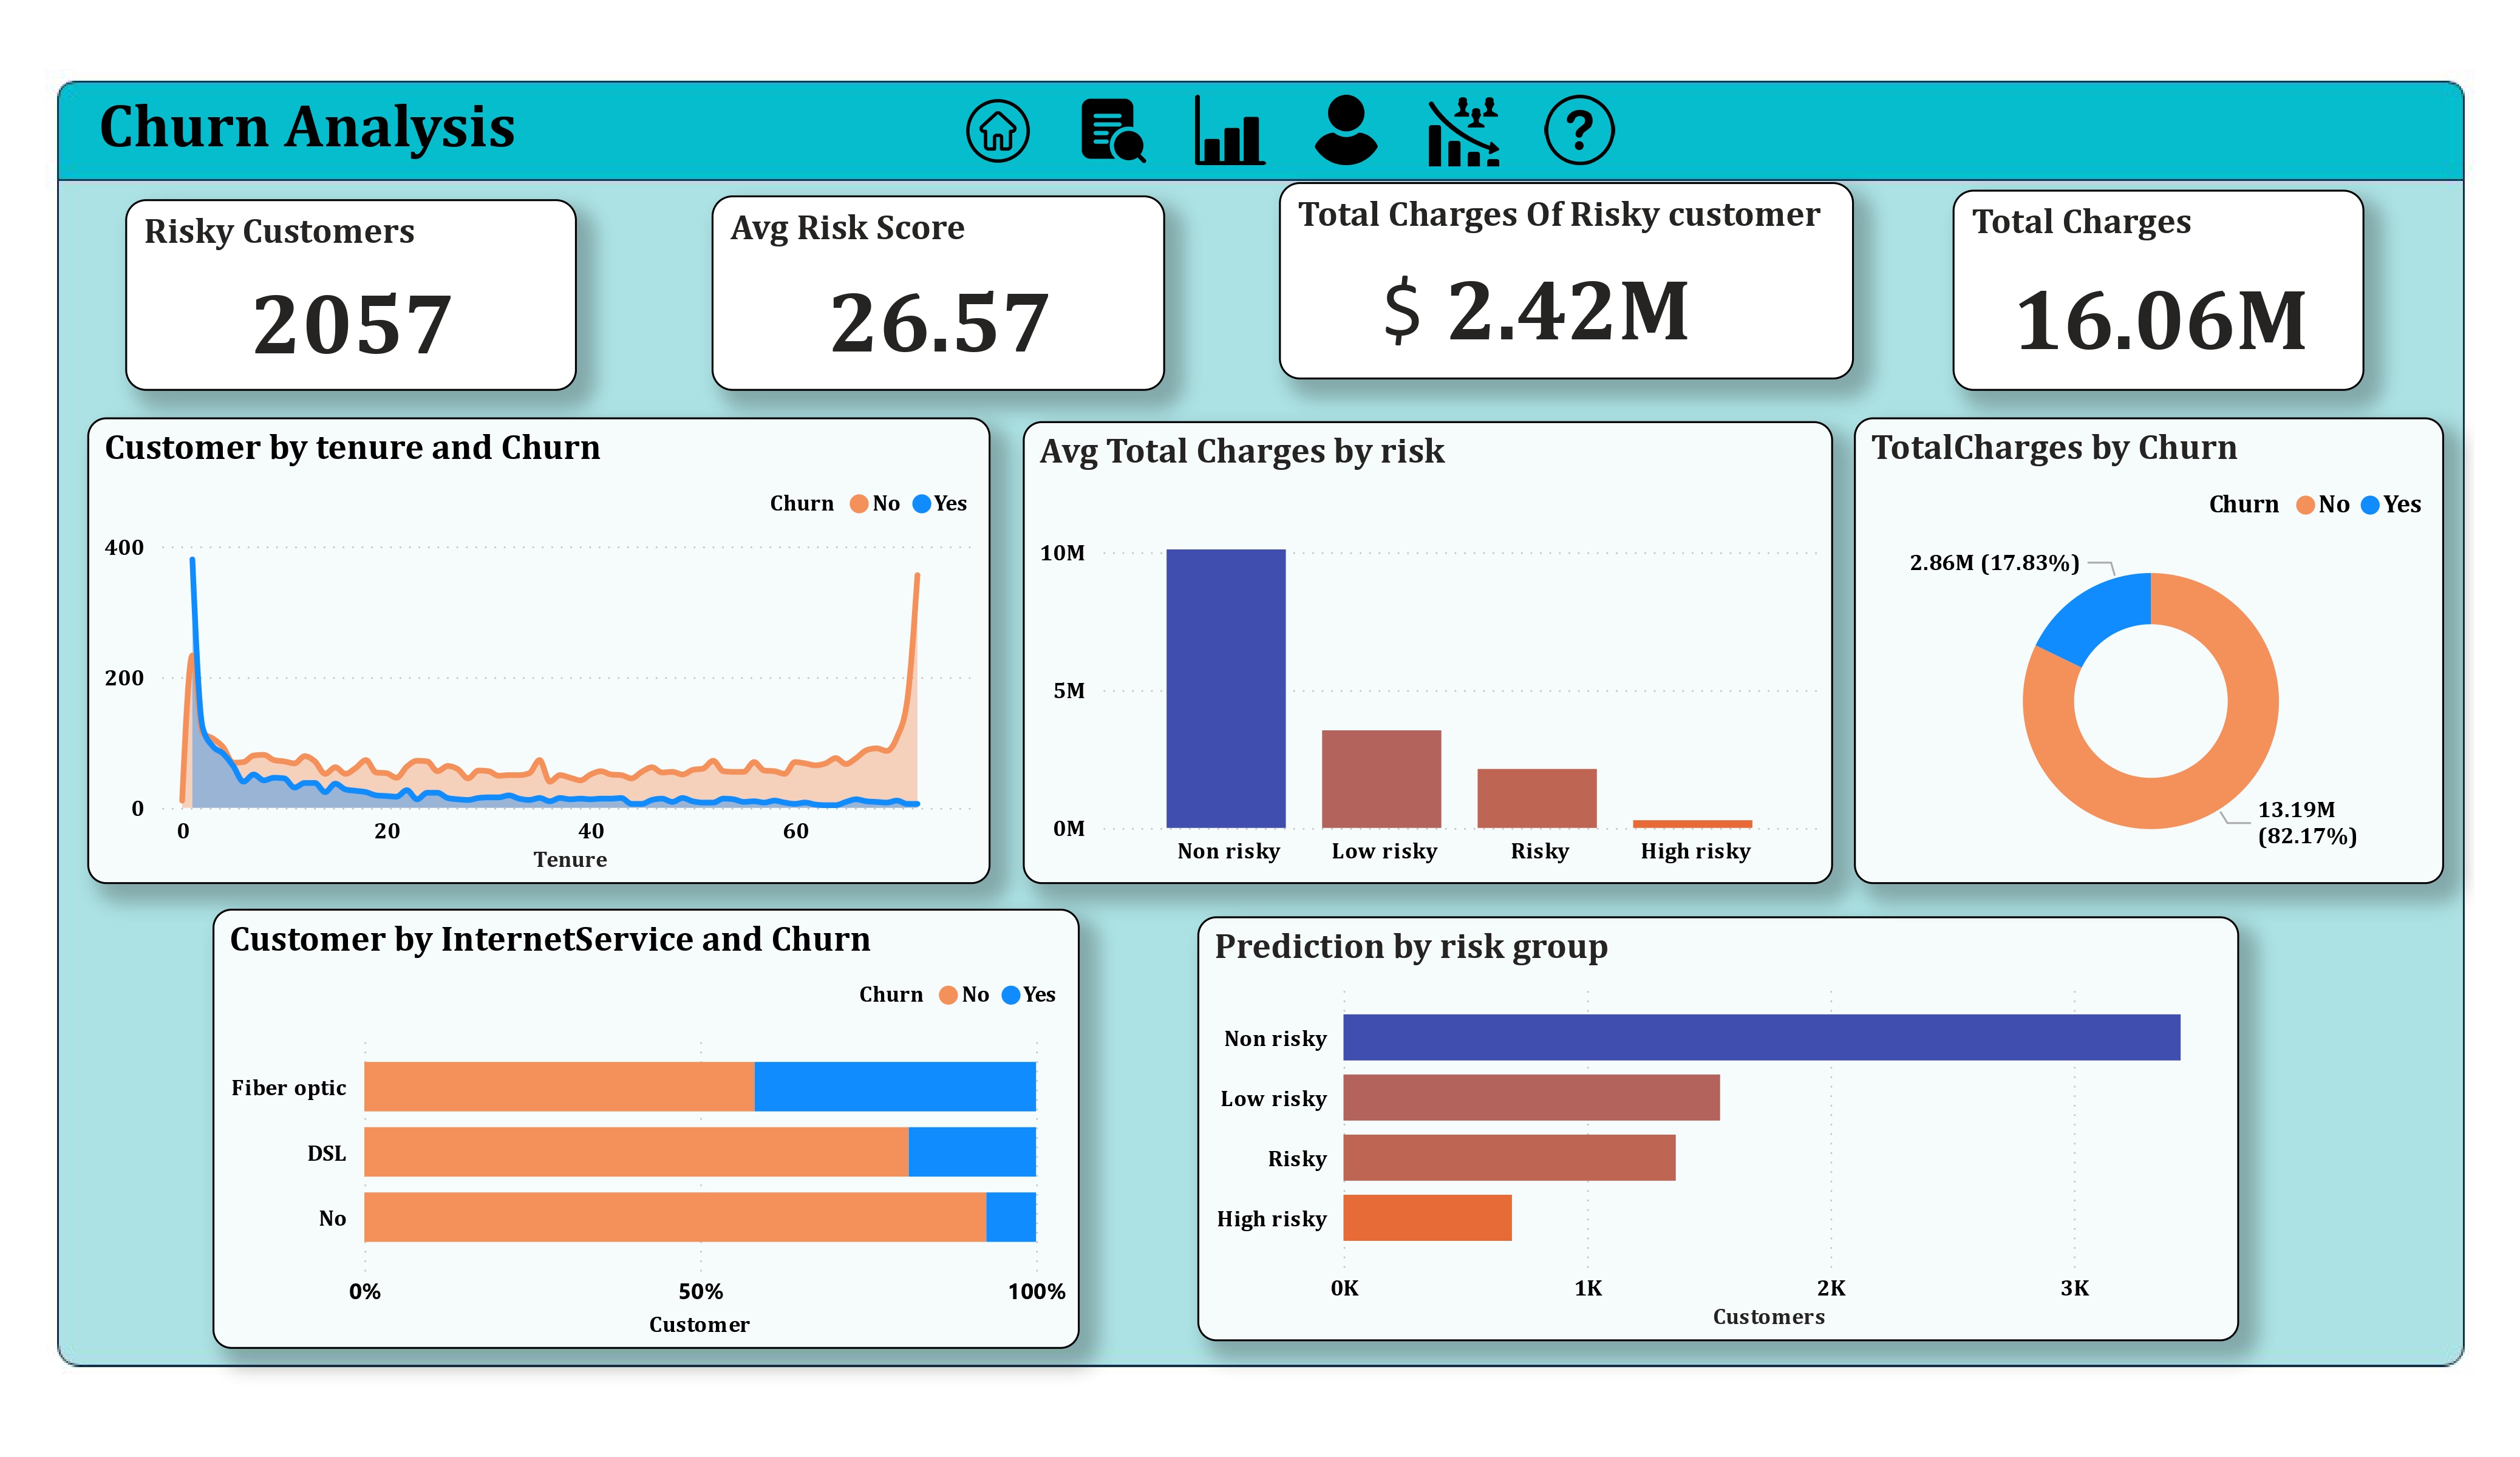 Churn Analysis
Risky Customers
2057
Avg Risk Score
26.57
Total Charges Of Risky customer
$ 2.42M
Total Charges
16.06M
Customer by tenure and Churn
Churn No Yes
400
200
0
0 20 40 60
Tenure
Avg Total Charges by risk
10M
5M
0M
Non risky Low risky Risky High risky
TotalCharges by Churn
Churn No Yes
2.86M (17.83%)
13.19M
(82.17%)
Customer by InternetService and Churn
Churn No Yes
Fiber optic
DSL
No
0% 50% 100%
Customer
Prediction by risk group
Non risky
Low risky
Risky
High risky
0K 1K 2K 3K
Customers